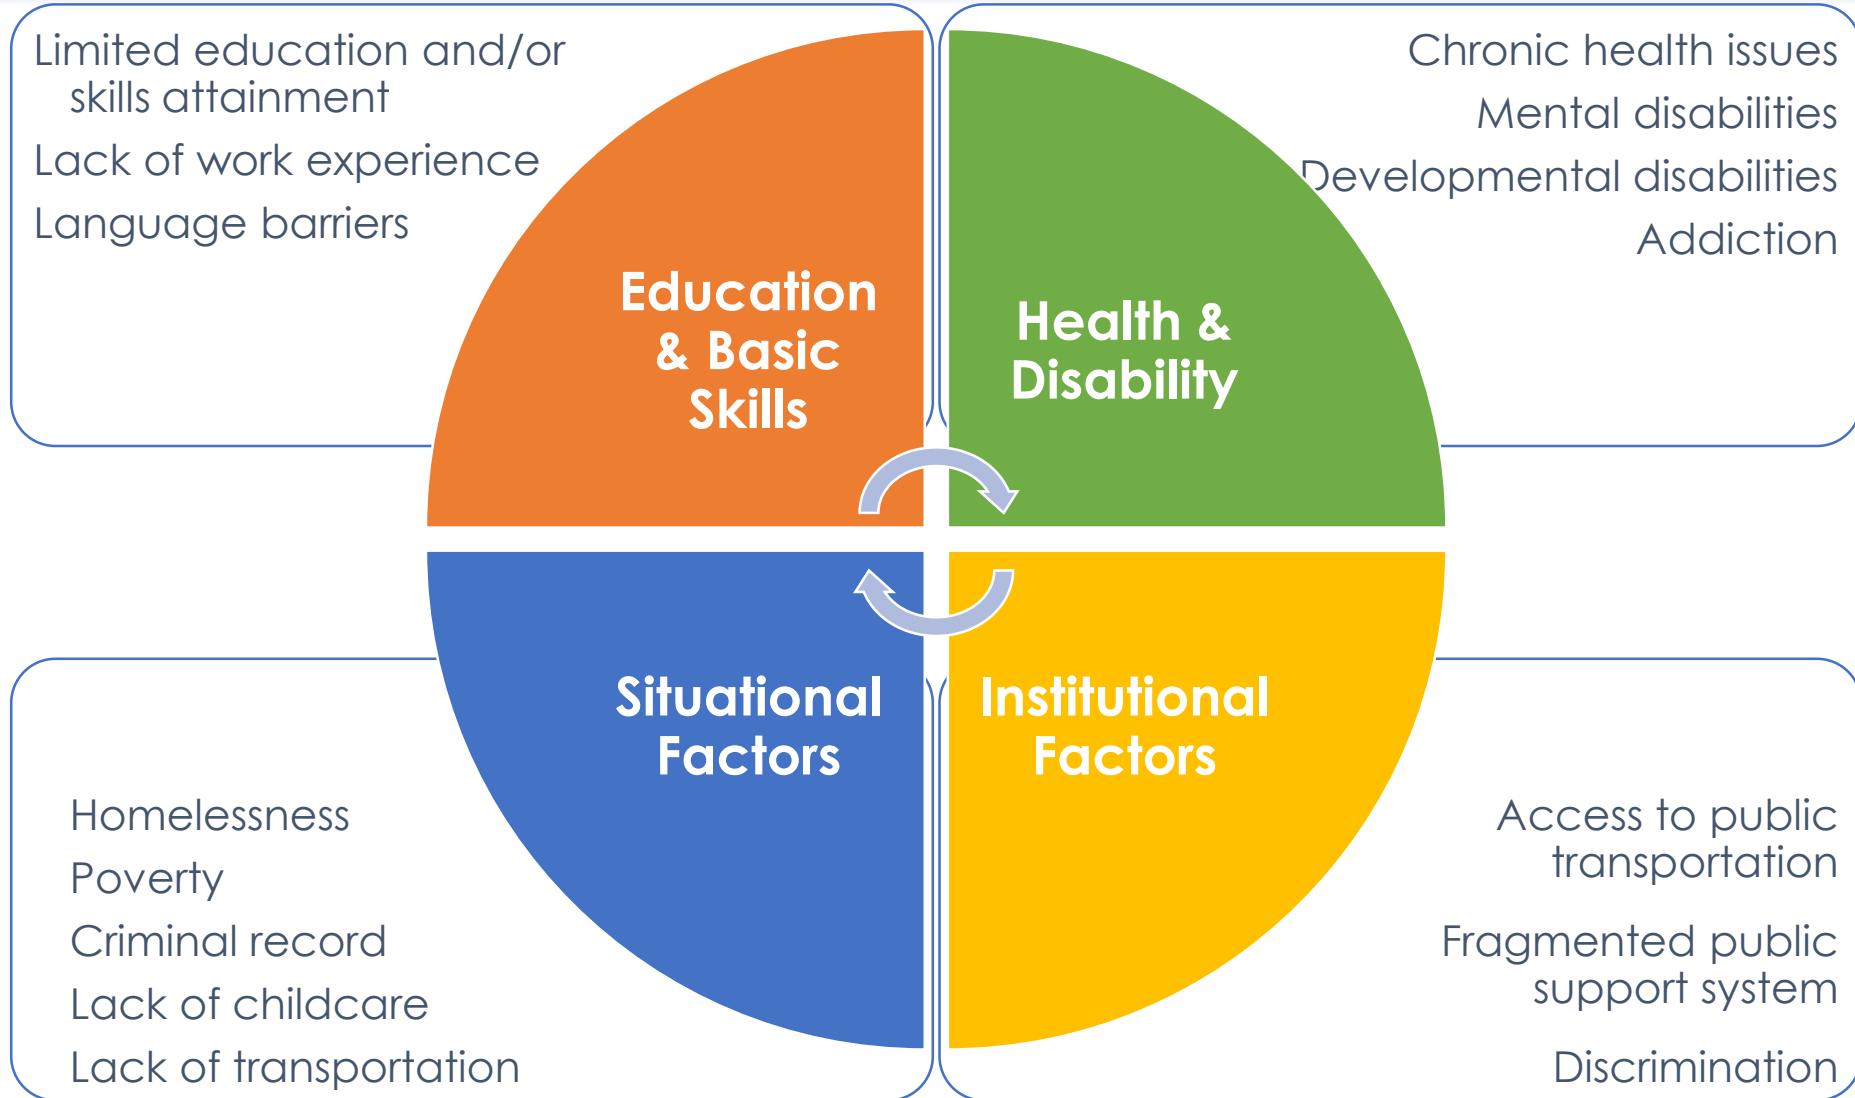 Limited education and/or
skills attainment
Lack of work experience
Language barriers
Chronic health issues
Mental disabilities
Developmental disabilities
Addiction
Education
& Basic
Skills
Health &
Disability
Situational
Factors
Institutional
Factors
Homelessness
Poverty
Criminal record
Lack of childcare
Lack of transportation
Access to public
transportation
Fragmented public
support system
Discrimination